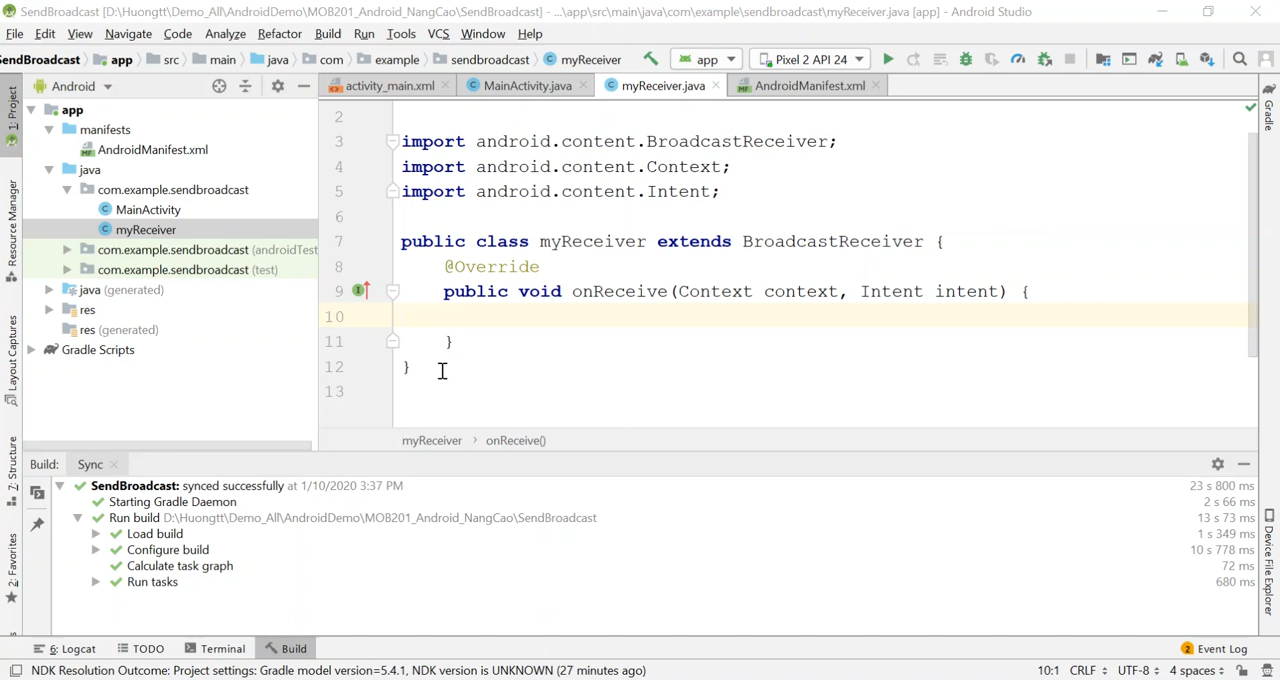 SendBroadcast [D:\Huongtt\Demo_All\AndroidDemo\MOB201_Android_NangCao\SendBroadcast] - ...\app\src\main\java\com\example\sendbroadcast\myReceiver.java [app] - Android Studio
File Edit View Navigate Code Analyze Refactor Build Run Tools VCS Window Help
SendBroadcast app src main java com example sendbroadcast myReceiver app Pixel 2 API 24
Android activity_main.xml MainActivity.java myReceiver.java AndroidManifest.xml
1: Project
Resource Manager
Layout Captures
7: Structure
2: Favorites
app
manifests
AndroidManifest.xml
java
com.example.sendbroadcast
MainActivity
myReceiver
com.example.sendbroadcast (androidTest
com.example.sendbroadcast (test)
java (generated)
res
res (generated)
Gradle Scripts
2
3 import android.content.BroadcastReceiver;
4 import android.content.Context;
5 import android.content.Intent;
6
7 public class myReceiver extends BroadcastReceiver {
8 @Override
9 public void onReceive(Context context, Intent intent) {
10
11 }
12 }
13
myReceiver › onReceive()
Gradle
Device File Explorer
Build: Sync
SendBroadcast: synced successfully at 1/10/2020 3:37 PM 23 s 800 ms
Starting Gradle Daemon 2 s 66 ms
Run build D:\Huongtt\Demo_All\AndroidDemo\MOB201_Android_NangCao\SendBroadcast 13 s 73 ms
Load build 1 s 349 ms
Configure build 10 s 778 ms
Calculate task graph 72 ms
Run tasks 680 ms
6: Logcat TODO Terminal Build 2 Event Log
NDK Resolution Outcome: Project settings: Gradle model version=5.4.1, NDK version is UNKNOWN (27 minutes ago) 10:1 CRLF UTF-8 4 spaces